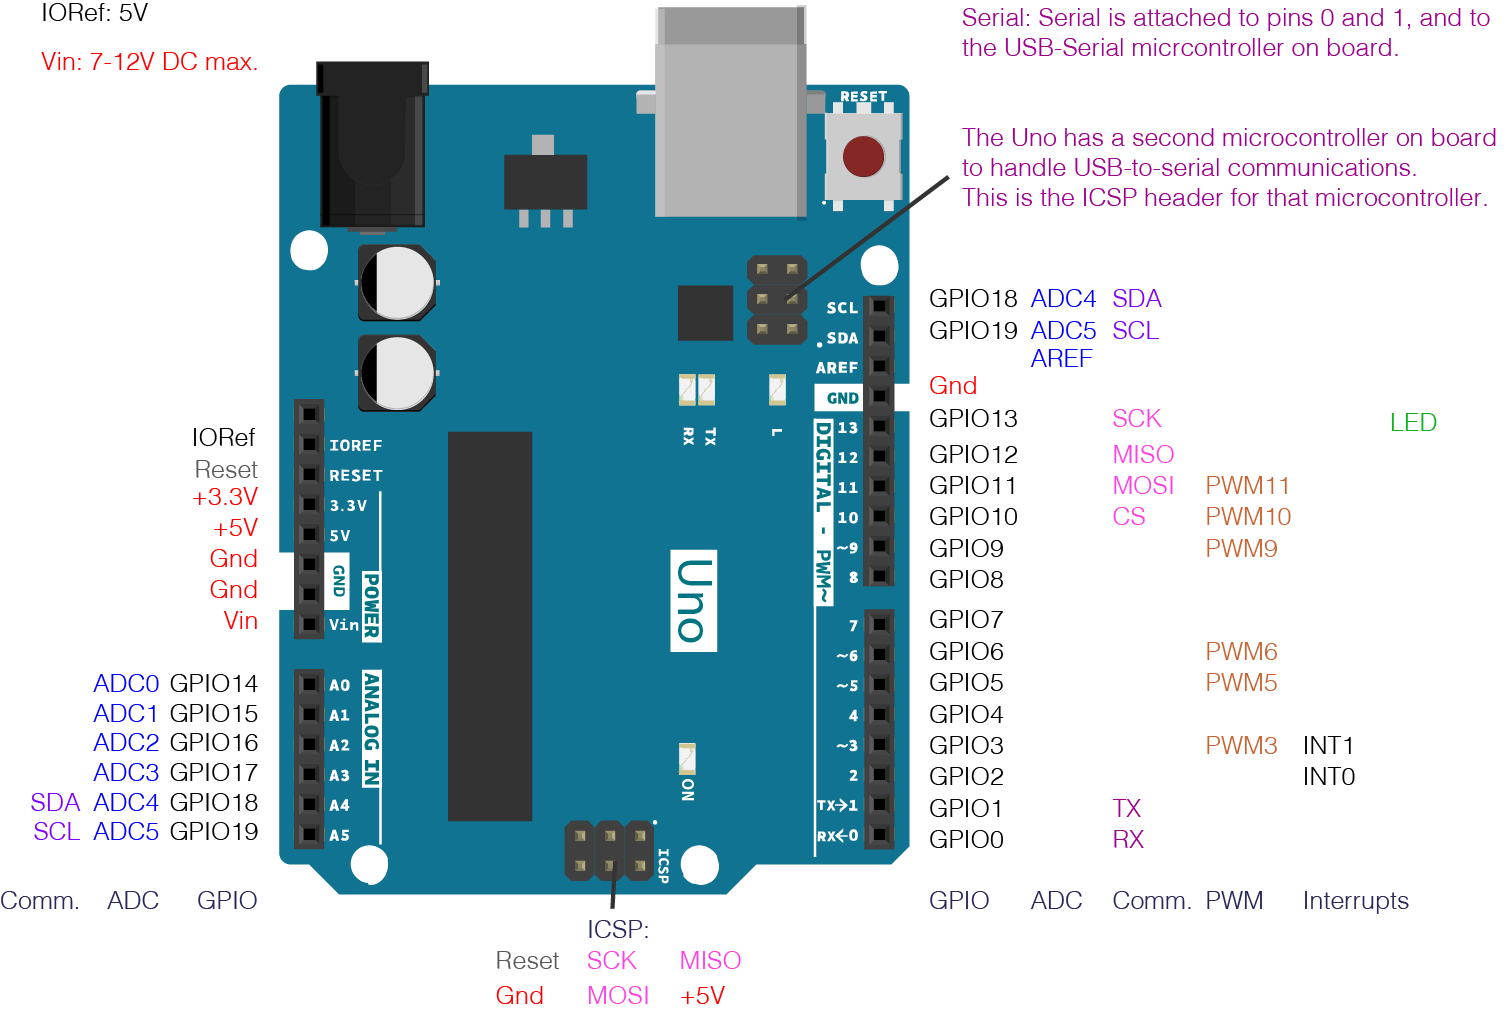 IORef: 5V
Vin: 7-12V DC max.
Serial: Serial is attached to pins 0 and 1, and to
the USB-Serial micrcontroller on board.
The Uno has a second microcontroller on board
to handle USB-to-serial communications.
This is the ICSP header for that microcontroller.
RESET
SCL
SDA
AREF
GND
13
12
11
10
~9
8
7
~6
~5
4
~3
2
TX→1
RX←0
DIGITAL - PWM~
RX
TX
L
Uno
ON
ICSP
IOREF
RESET
3.3V
5V
GND
Vin
POWER
A0
A1
A2
A3
A4
A5
ANALOG IN
IORef
Reset
+3.3V
+5V
Gnd
Gnd
Vin
ADC0 GPIO14
ADC1 GPIO15
ADC2 GPIO16
ADC3 GPIO17
SDA ADC4 GPIO18
SCL ADC5 GPIO19
Comm. ADC GPIO
GPIO18 ADC4 SDA
GPIO19 ADC5 SCL
AREF
Gnd
GPIO13 SCK LED
GPIO12 MISO
GPIO11 MOSI PWM11
GPIO10 CS PWM10
GPIO9 PWM9
GPIO8
GPIO7
GPIO6 PWM6
GPIO5 PWM5
GPIO4
GPIO3 PWM3 INT1
GPIO2 INT0
GPIO1 TX
GPIO0 RX
GPIO ADC Comm. PWM Interrupts
ICSP:
Reset SCK MISO
Gnd MOSI +5V